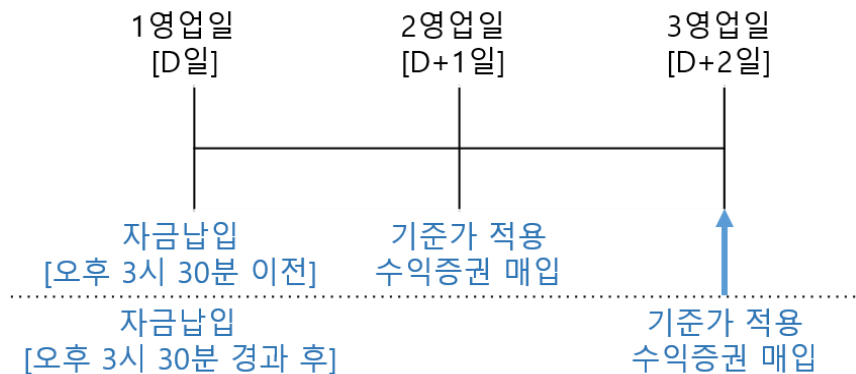 1영업일
[D일]
2영업일
[D+1일]
3영업일
[D+2일]
자금납입
[오후 3시 30분 이전]
기준가 적용
수익증권 매입
자금납입
[오후 3시 30분 경과 후]
기준가 적용
수익증권 매입